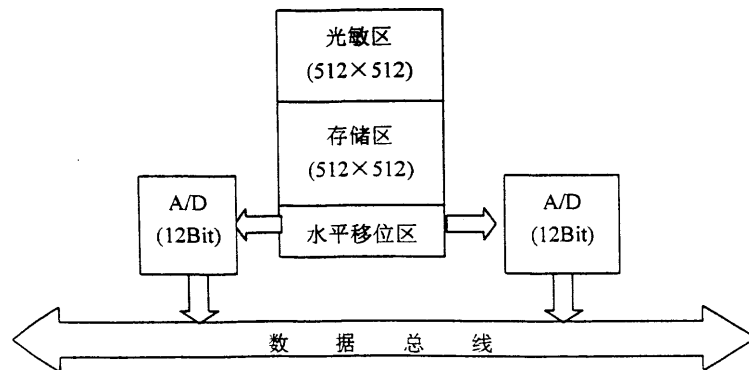 光敏区
(512×512)
存储区
(512×512)
水平移位区
A/D
(12Bit)
A/D
(12Bit)
数 据 总 线